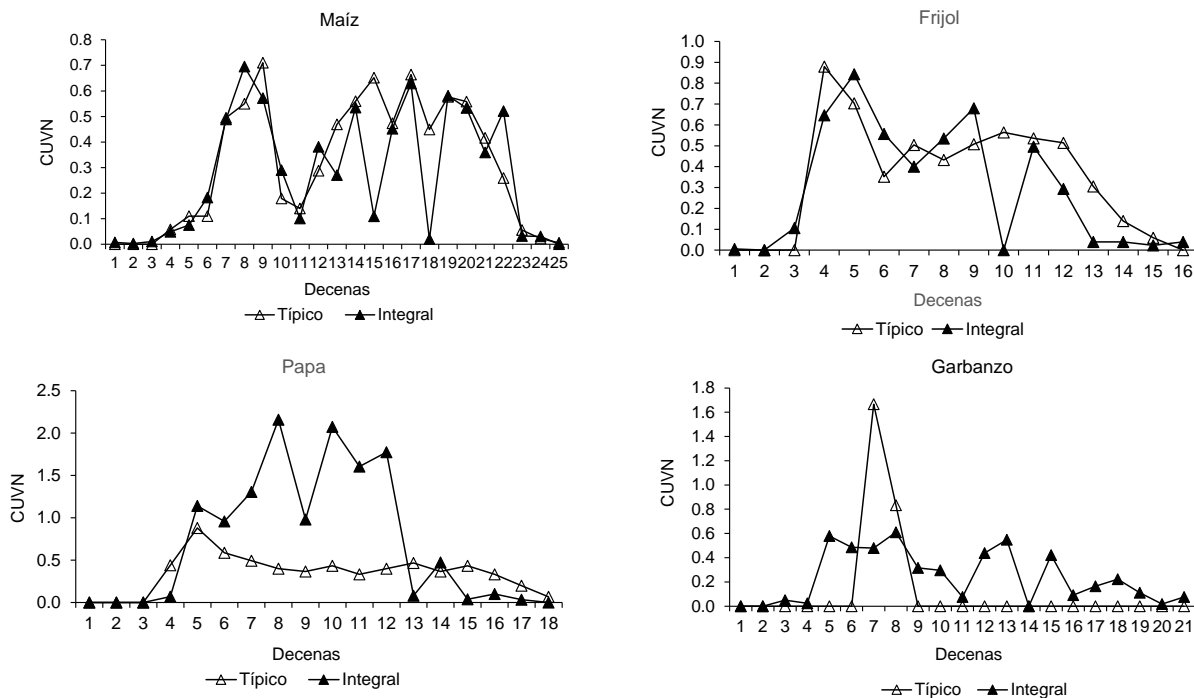 Maíz
CUVN
0.8
0.7
0.6
0.5
0.4
0.3
0.2
0.1
0.0
1 2 3 4 5 6 7 8 9 10 11 12 13 14 15 16 17 18 19 20 21 22 23 24 25
Decenas
Típico Integral
Frijol
CUVN
1.0
0.9
0.8
0.7
0.6
0.5
0.4
0.3
0.2
0.1
0.0
1 2 3 4 5 6 7 8 9 10 11 12 13 14 15 16
Decenas
Típico Integral
Papa
CUVN
2.5
2.0
1.5
1.0
0.5
0.0
1 2 3 4 5 6 7 8 9 10 11 12 13 14 15 16 17 18
Decenas
Típico Integral
Garbanzo
CUVN
1.8
1.6
1.4
1.2
1.0
0.8
0.6
0.4
0.2
0.0
1 2 3 4 5 6 7 8 9 10 11 12 13 14 15 16 17 18 19 20 21
Decenas
Típico Integral